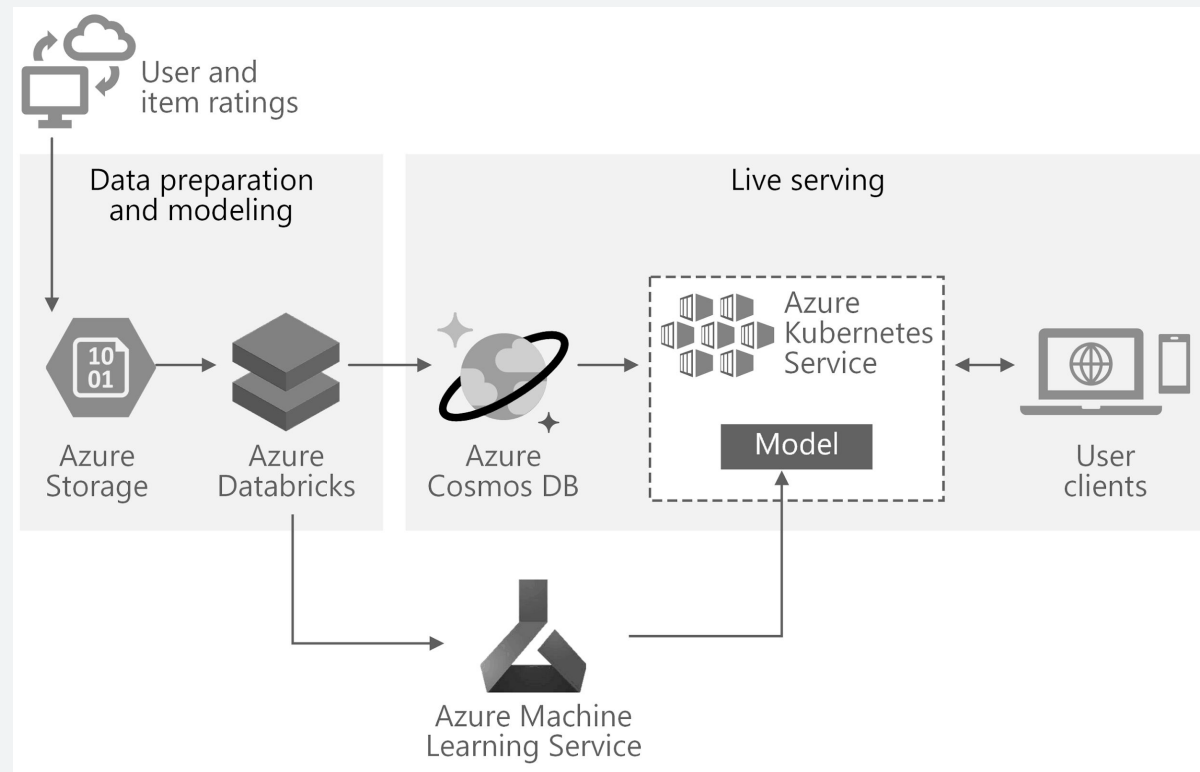 User and
item ratings
Data preparation
and modeling
Live serving
10
01
Azure
Storage
Azure
Databricks
Azure
Cosmos DB
Azure
Kubernetes
Service
Model
User
clients
Azure Machine
Learning Service